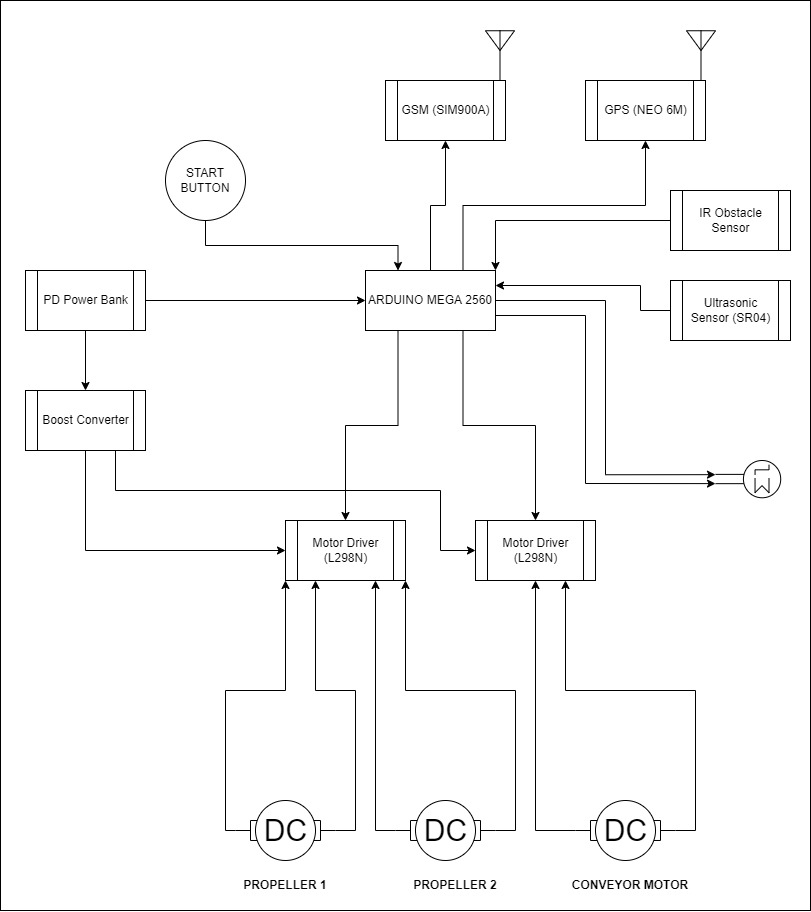 GSM (SIM900A)
GPS (NEO 6M)
START
BUTTON
IR Obstacle
Sensor
PD Power Bank
ARDUINO MEGA 2560
Ultrasonic
Sensor (SR04)
Boost Converter
Motor Driver
(L298N)
Motor Driver
(L298N)
DC
DC
DC
PROPELLER 1
PROPELLER 2
CONVEYOR MOTOR